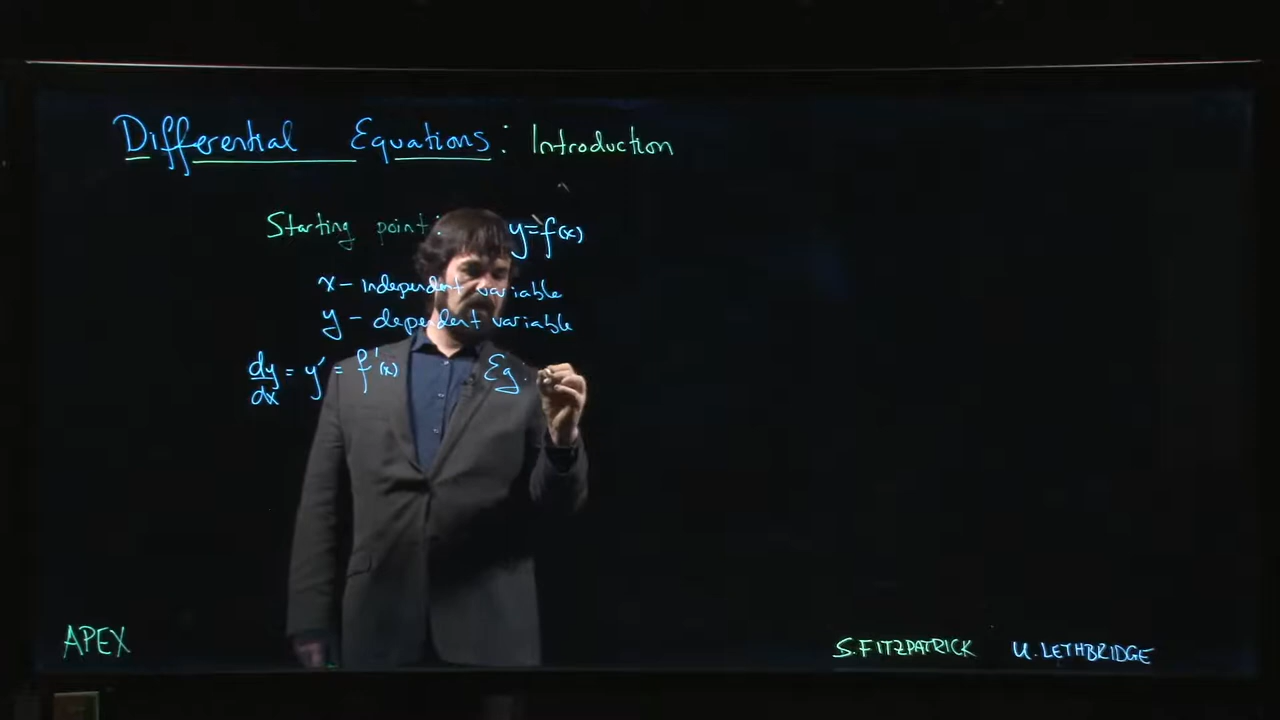 Differential Equations: Introduction
Starting point: y=f(x)
x – independent variable
y – dependent variable
dy/dx = y' = f'(x) Eg:
APEX
S. FITZPATRICK U. LETHBRIDGE